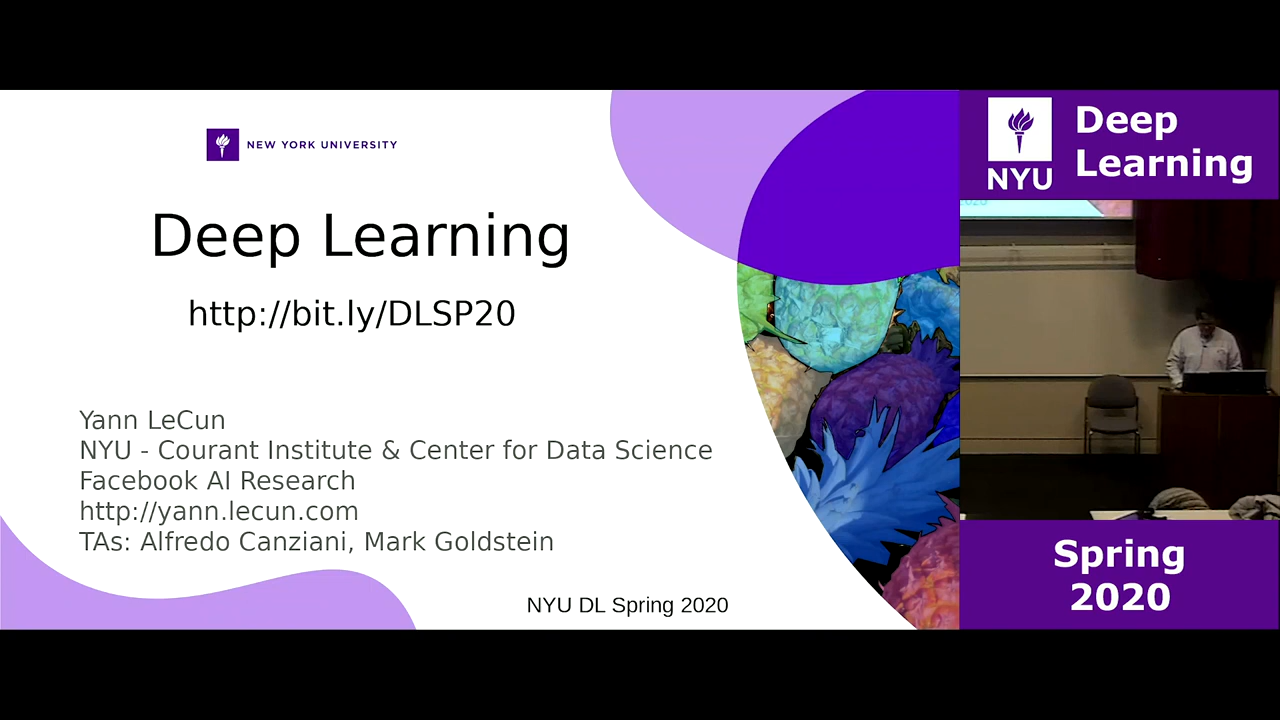 NEW YORK UNIVERSITY
Deep Learning
http://bit.ly/DLSP20
Yann LeCun
NYU - Courant Institute & Center for Data Science
Facebook AI Research
http://yann.lecun.com
TAs: Alfredo Canziani, Mark Goldstein
NYU DL Spring 2020
NYU
Deep
Learning
2020
Spring
2020